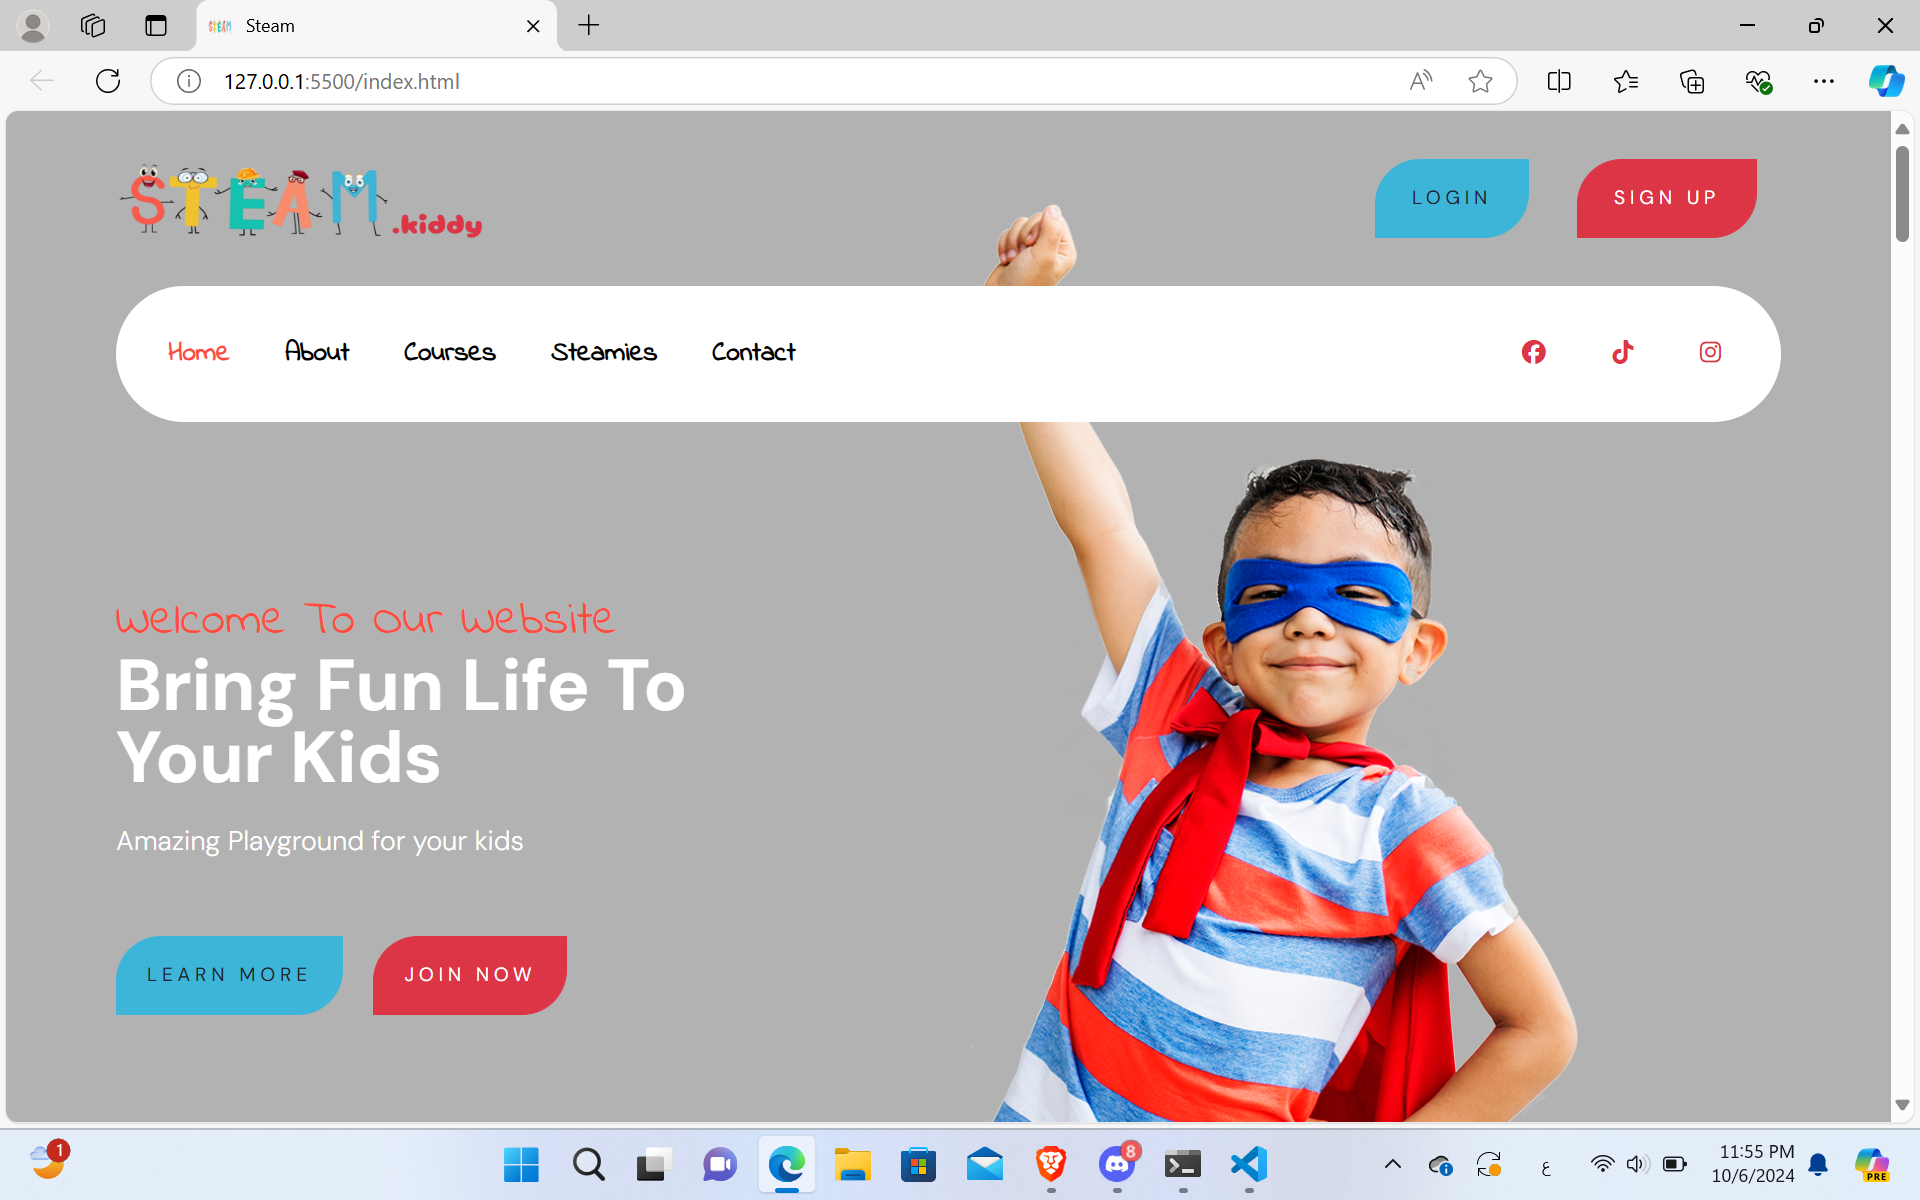 Steam
127.0.0.1:5500/index.html
STEAM.kiddy
LOGIN
SIGN UP
Home
About
Courses
Steamies
Contact
Welcome To Our Website
Bring Fun Life To
Your Kids
Amazing Playground for your kids
LEARN MORE
JOIN NOW
1
8
ع
11:55 PM
10/6/2024
PRE